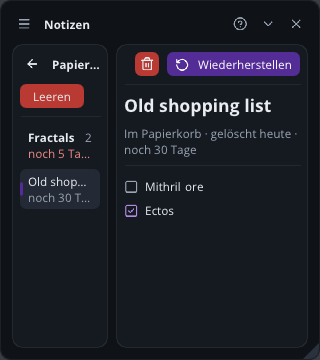 Notizen
Papier...
Leeren
Fractals 2
noch 5 Ta...
Old shop...
noch 30 T...
Wiederherstellen
Old shopping list
Im Papierkorb · gelöscht heute ·
noch 30 Tage
Mithril ore
Ectos